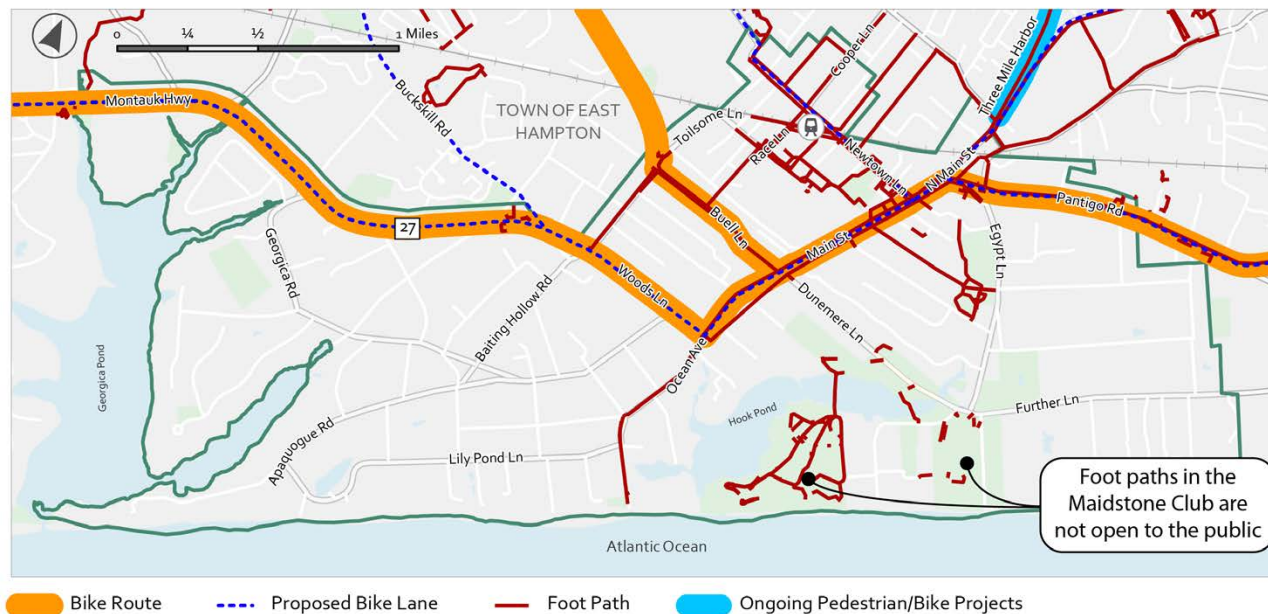 0 ¼ ½ 1 Miles
Montauk Hwy
Buckskill Rd
TOWN OF EAST
HAMPTON
Toilsome Ln
Race Ln
Cooper Ln
Three Mile Harbor
Newtown Ln
N Main St
Pantigo Rd
27
Georgica Rd
Woods Ln
Buell Ln
Main St
Egypt Ln
Baiting Hollow Rd
Dunemere Ln
Georgica Pond
Ocean Ave
Hook Pond
Further Ln
Apaquogue Rd
Lily Pond Ln
Foot paths in the
Maidstone Club are
not open to the public
Atlantic Ocean
Bike Route Proposed Bike Lane Foot Path Ongoing Pedestrian/Bike Projects